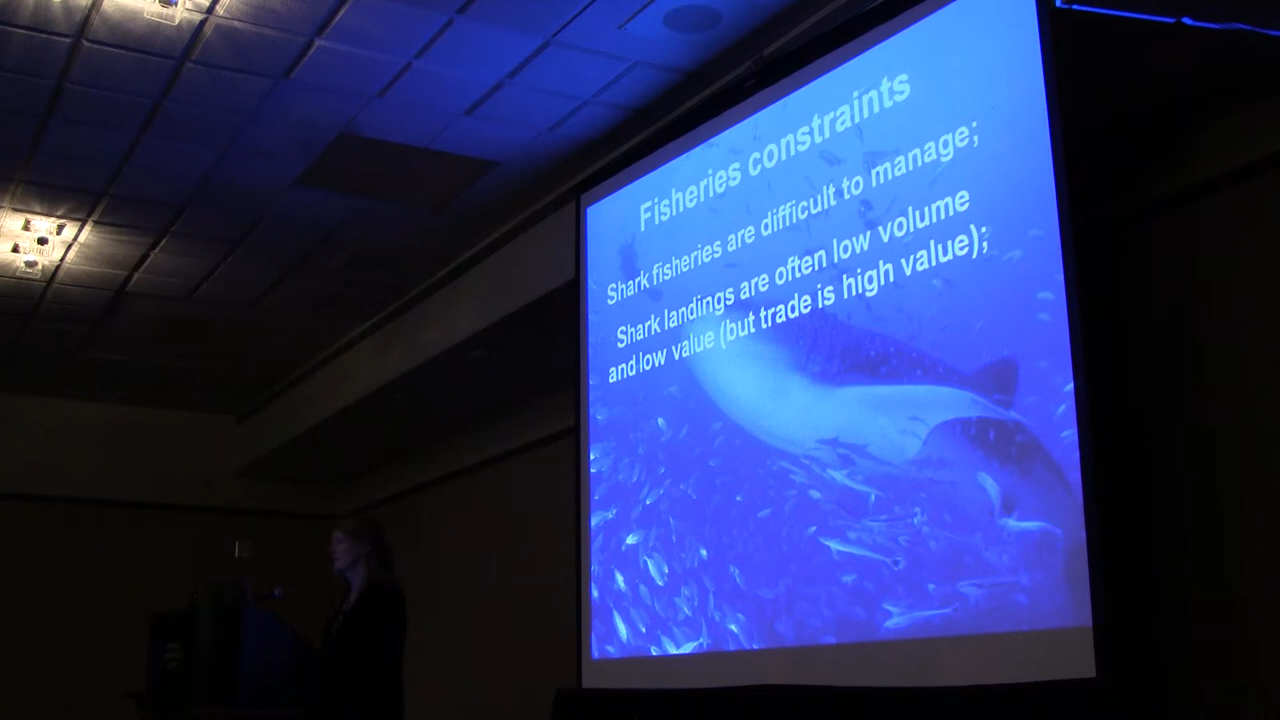 Fisheries constraints
Shark fisheries are difficult to manage;
Shark landings are often low volume
and low value (but trade is high value);